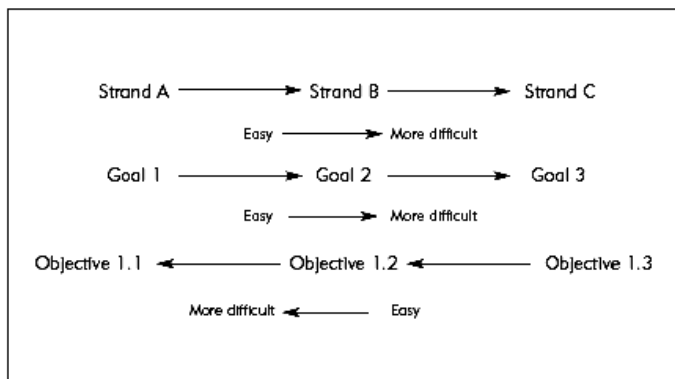 Strand A Strand B Strand C
Easy More difficult
Goal 1 Goal 2 Goal 3
Easy More difficult
Objective 1.1 Objective 1.2 Objective 1.3
More difficult Easy